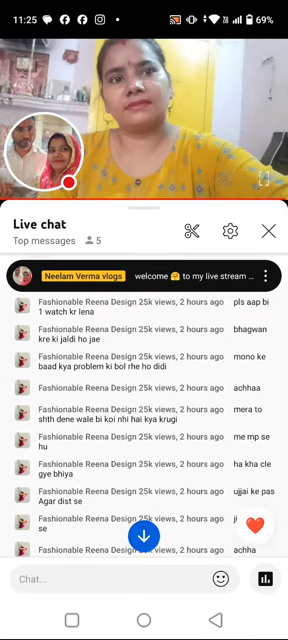 11:25
69%
Live chat
Top messages 5
Neelam Verma vlogs welcome 🤗 to my live stream ...
Fashionable Reena Design 25k views, 2 hours ago pls aap bi
1 watch kr lena
Fashionable Reena Design 25k views, 2 hours ago bhagwan
kre ki jaldi ho jae
Fashionable Reena Design 25k views, 2 hours ago mono ke
baad kya problem ki bol rhe ho didi
Fashionable Reena Design 25k views, 2 hours ago achhaa
Fashionable Reena Design 25k views, 2 hours ago mera to
shth dene wale bi koi nhi hai kya krugi
Fashionable Reena Design 25k views, 2 hours ago me mp se
hu
Fashionable Reena Design 25k views, 2 hours ago ha kha cle
gye bhiya
Fashionable Reena Design 25k views, 2 hours ago ujjai ke pas
Agar dist se
Fashionable Reena Design 25k views, 2 hours ago ji
se
Fashionable Reena Design 25k views, 2 hours ago achha
Chat...